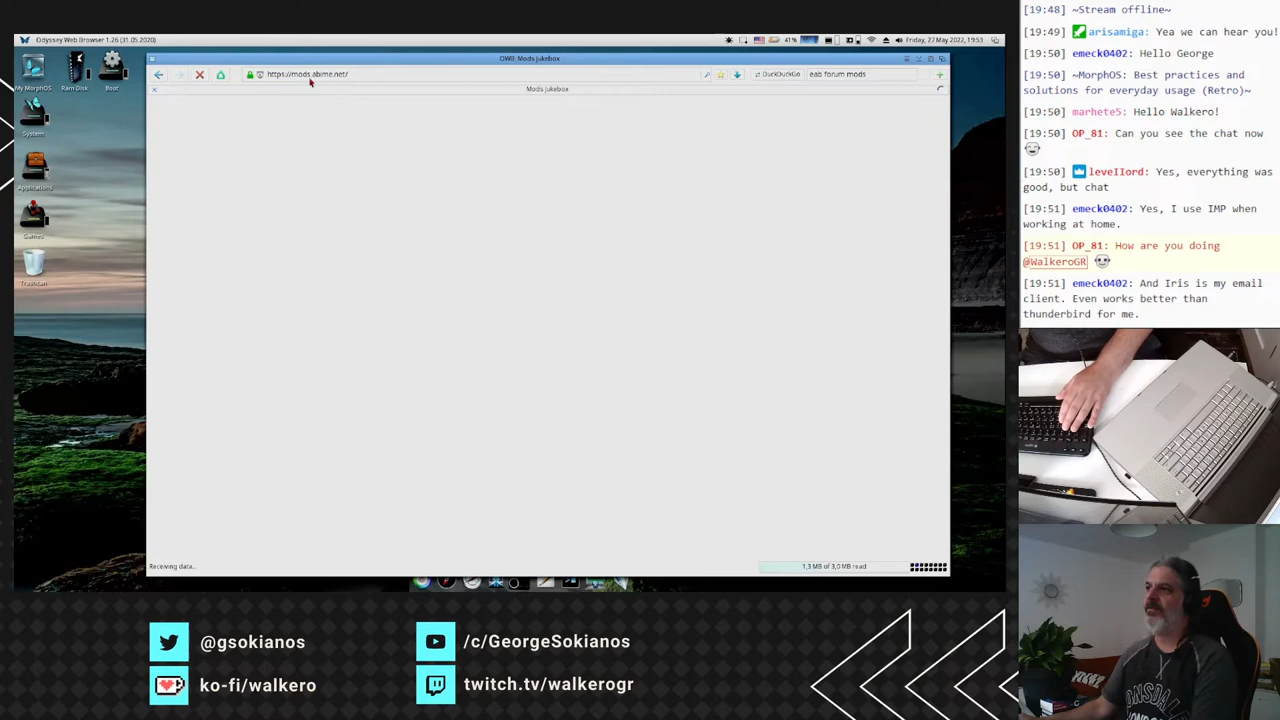 Odyssey Web Browser 1.26 (31.05.2020)
41%
Friday, 27 May 2022, 19:53
My MorphOS
Ram Disk
Boot
System
Applications
Games
Trashcan
OWB: Mods Jukebox
https://mods.abime.net/
DuckDuckGo
eab forum mods
Mods Jukebox
Receiving data...
1,3 MB of 3,0 MB read
[19:48] ~Stream offline~
[19:49] arisamiga: Yea we can hear you!
[19:50] emeck0402: Hello George
[19:50] ~MorphOS: Best practices and
solutions for everyday usage (Retro)~
[19:50] marhete5: Hello Walkero!
[19:50] OP_81: Can you see the chat now
[19:50] leveIIord: Yes, everything was
good, but chat
[19:51] emeck0402: Yes, I use IMP when
working at home.
[19:51] OP_81: How are you doing
@WalkeroGR
[19:51] emeck0402: And Iris is my email
client. Even works better than
thunderbird for me.
@gsokianos
/c/GeorgeSokianos
ko-fi/walkero
twitch.tv/walkerogr